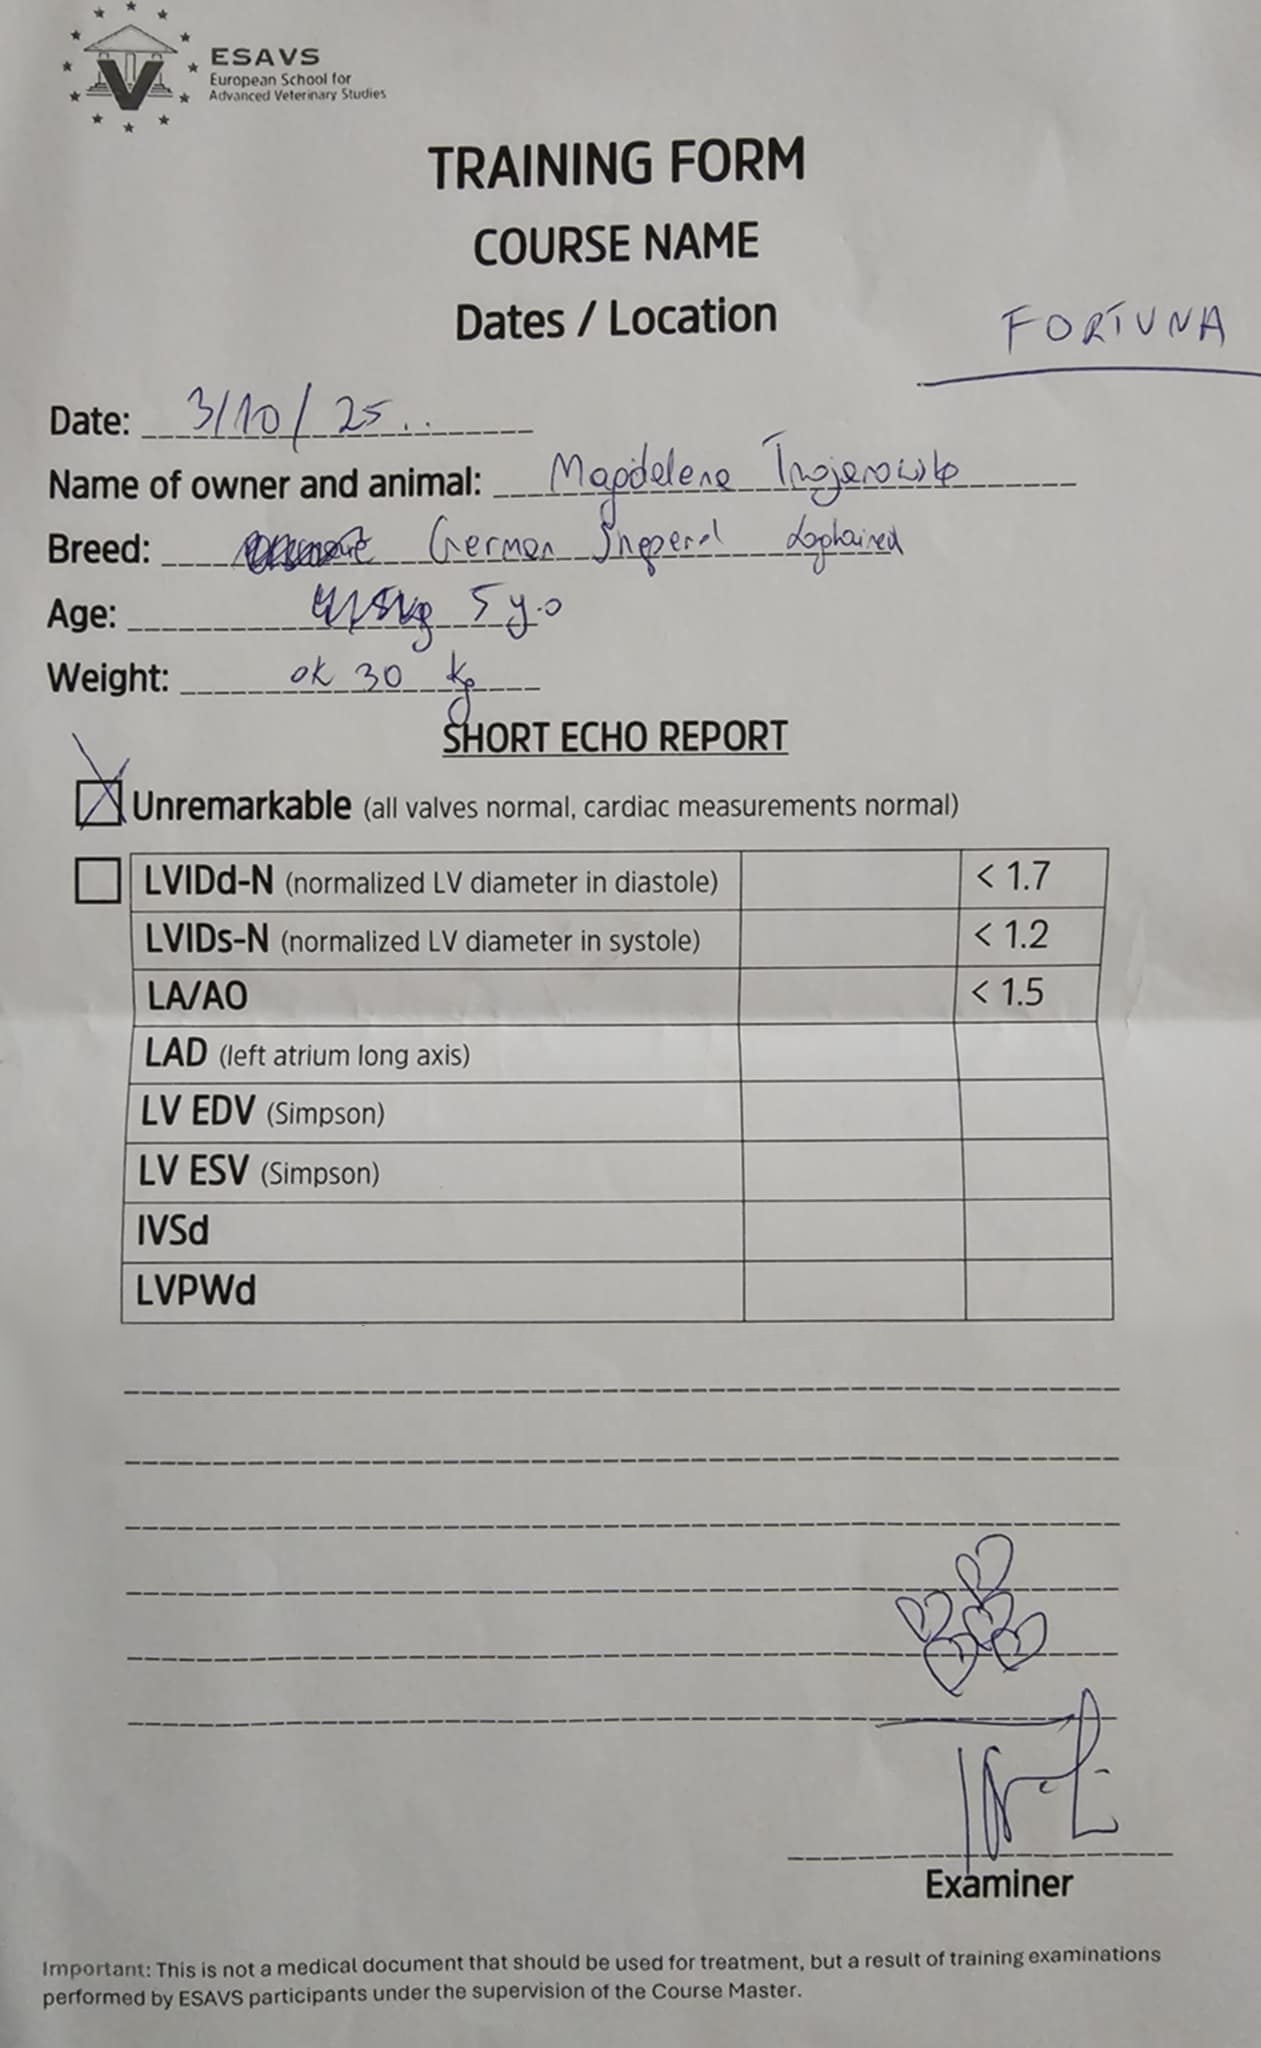 ESAVS
European School for
Advanced Veterinary Studies
TRAINING FORM
COURSE NAME
Dates / Location
FORTUNA
Date: 3/10/25
Name of owner and animal: Magdelene
Breed: German Sheperd Longhaired
Age: 5 y.o
Weight: ok 30 kg
SHORT ECHO REPORT
Unremarkable (all valves normal, cardiac measurements normal)
LVIDd-N (normalized LV diameter in diastole) < 1.7
LVIDs-N (normalized LV diameter in systole) < 1.2
LA/AO < 1.5
LAD (left atrium long axis)
LV EDV (Simpson)
LV ESV (Simpson)
IVSd
LVPWd
Examiner
Important: This is not a medical document that should be used for treatment, but a result of training examinations
performed by ESAVS participants under the supervision of the Course Master.